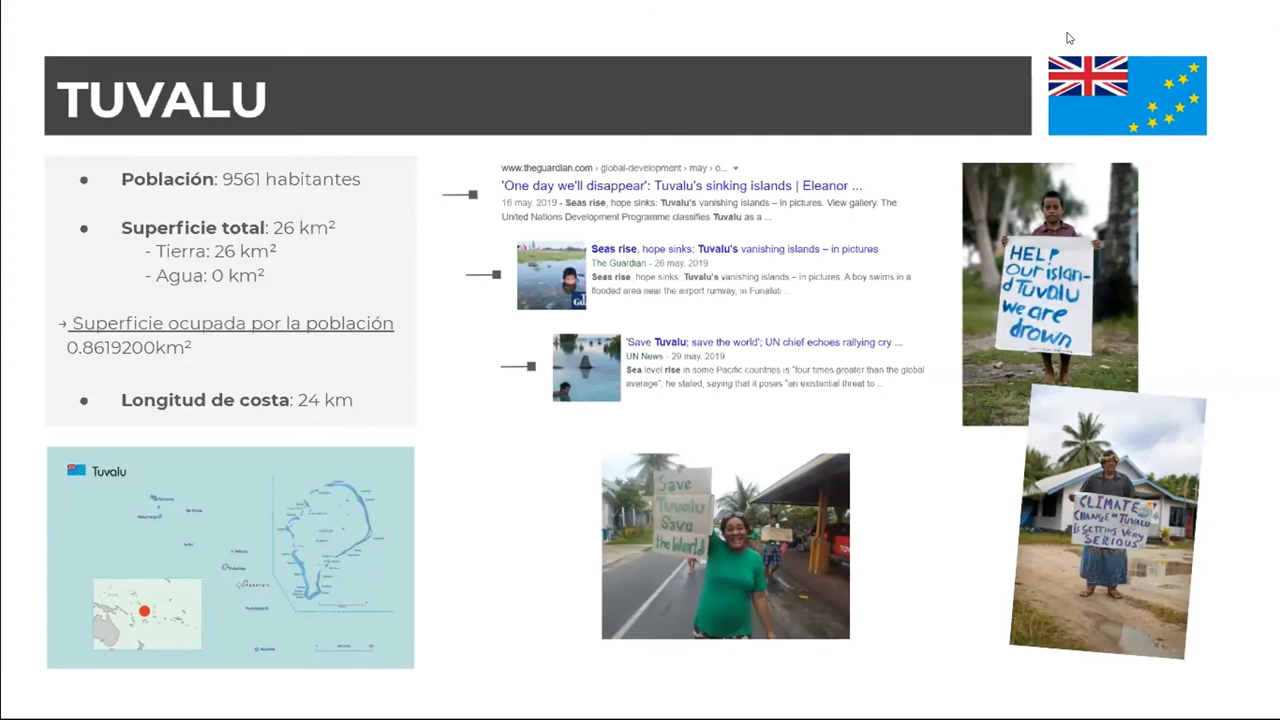 TUVALU
● Población: 9561 habitantes
● Superficie total: 26 km²
- Tierra: 26 km²
- Agua: 0 km²
→ Superficie ocupada por la población
0.8619200km²
● Longitud de costa: 24 km
www.theguardian.com › global-development › may › o...
'One day we'll disappear': Tuvalu's sinking islands | Eleanor ...
16 may. 2019 - Seas rise, hope sinks: Tuvalu's vanishing islands – in pictures. View gallery. The
United Nations Development Programme classifies Tuvalu as a ...
Seas rise, hope sinks: Tuvalu's vanishing islands – in pictures
The Guardian - 26 may. 2019
Seas rise, hope sinks: Tuvalu's vanishing islands – in pictures. A boy swims in a
flooded area near the airport runway, in Funafuti ...
'Save Tuvalu; save the world'; UN chief echoes rallying cry ...
UN News - 29 may. 2019
Sea level rise in some Pacific countries is "four times greater than the global
average", he stated, saying that it poses "an existential threat to ...
HELP
our islan-
d Tuvalu
we are
drown
CLIMATE
CHANGE in TUVALU
is GETTING VERY
SERIOUS
Save
Tuvalu
Save
the World
Tuvalu